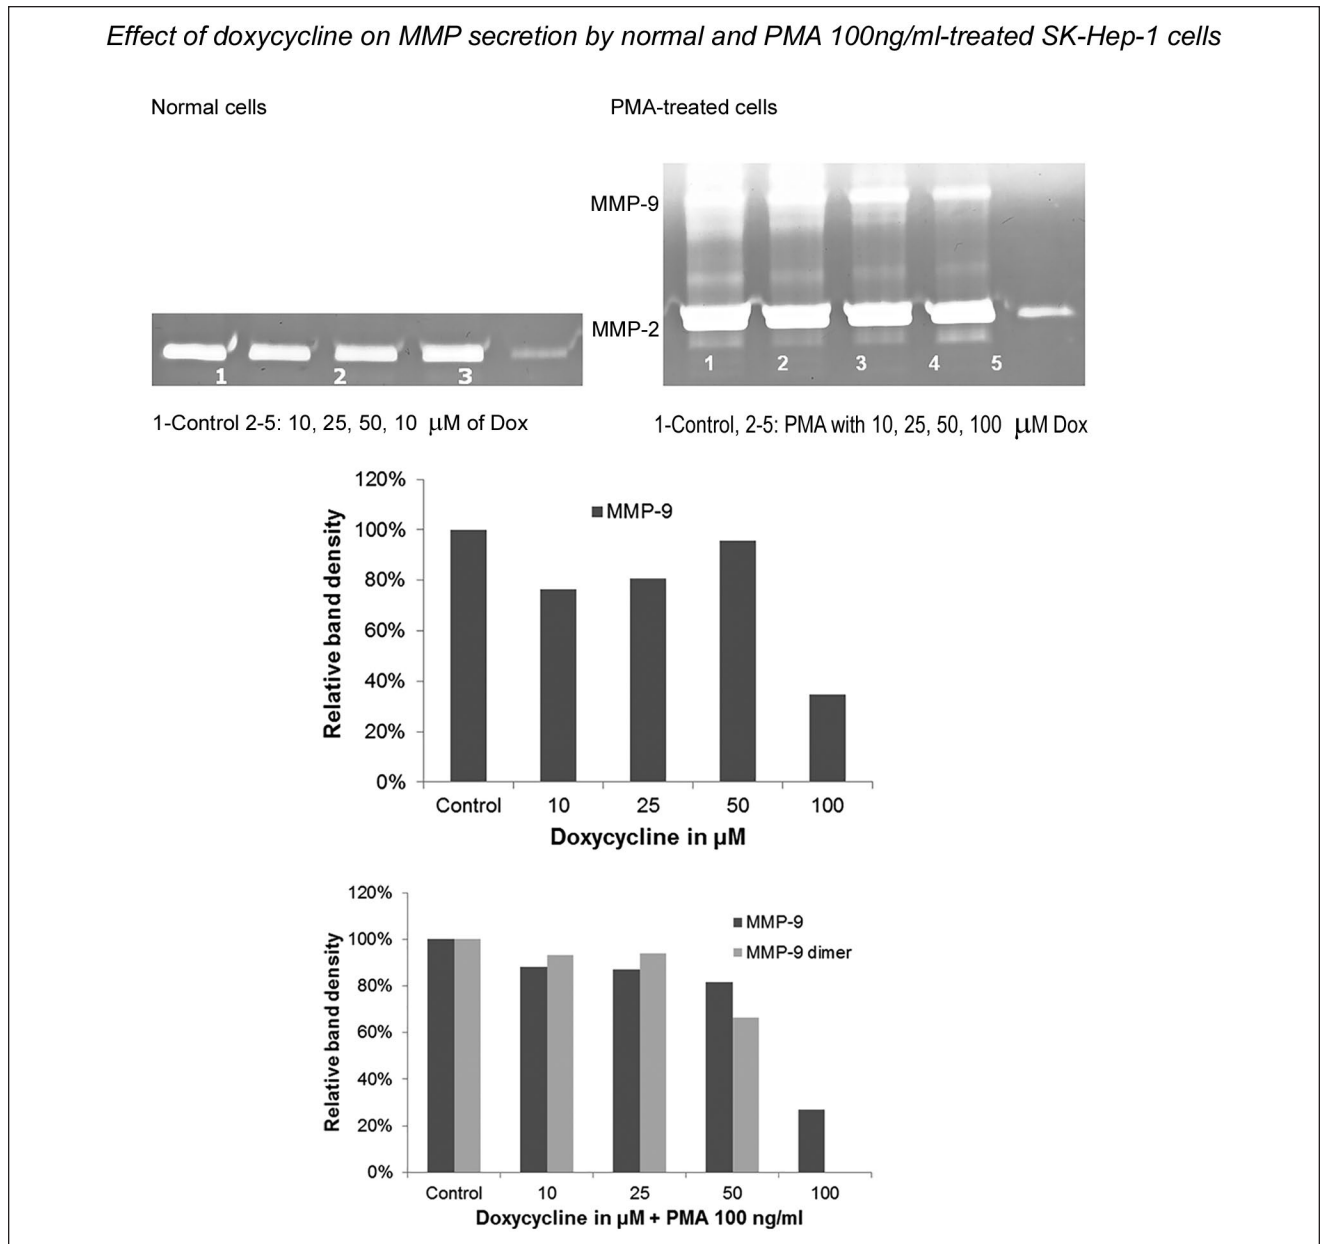 Effect of doxycycline on MMP secretion by normal and PMA 100ng/ml-treated SK-Hep-1 cells
Normal cells
PMA-treated cells
MMP-9
MMP-2
1 2 3
1 2 3 4 5
1-Control 2-5: 10, 25, 50, 10 μM of Dox
1-Control, 2-5: PMA with 10, 25, 50, 100 μM Dox
120%
100%
80%
60%
40%
20%
0%
Relative band density
MMP-9
Control 10 25 50 100
Doxycycline in μM
120%
100%
80%
60%
40%
20%
0%
Relative band density
MMP-9
MMP-9 dimer
Control 10 25 50 100
Doxycycline in μM + PMA 100 ng/ml